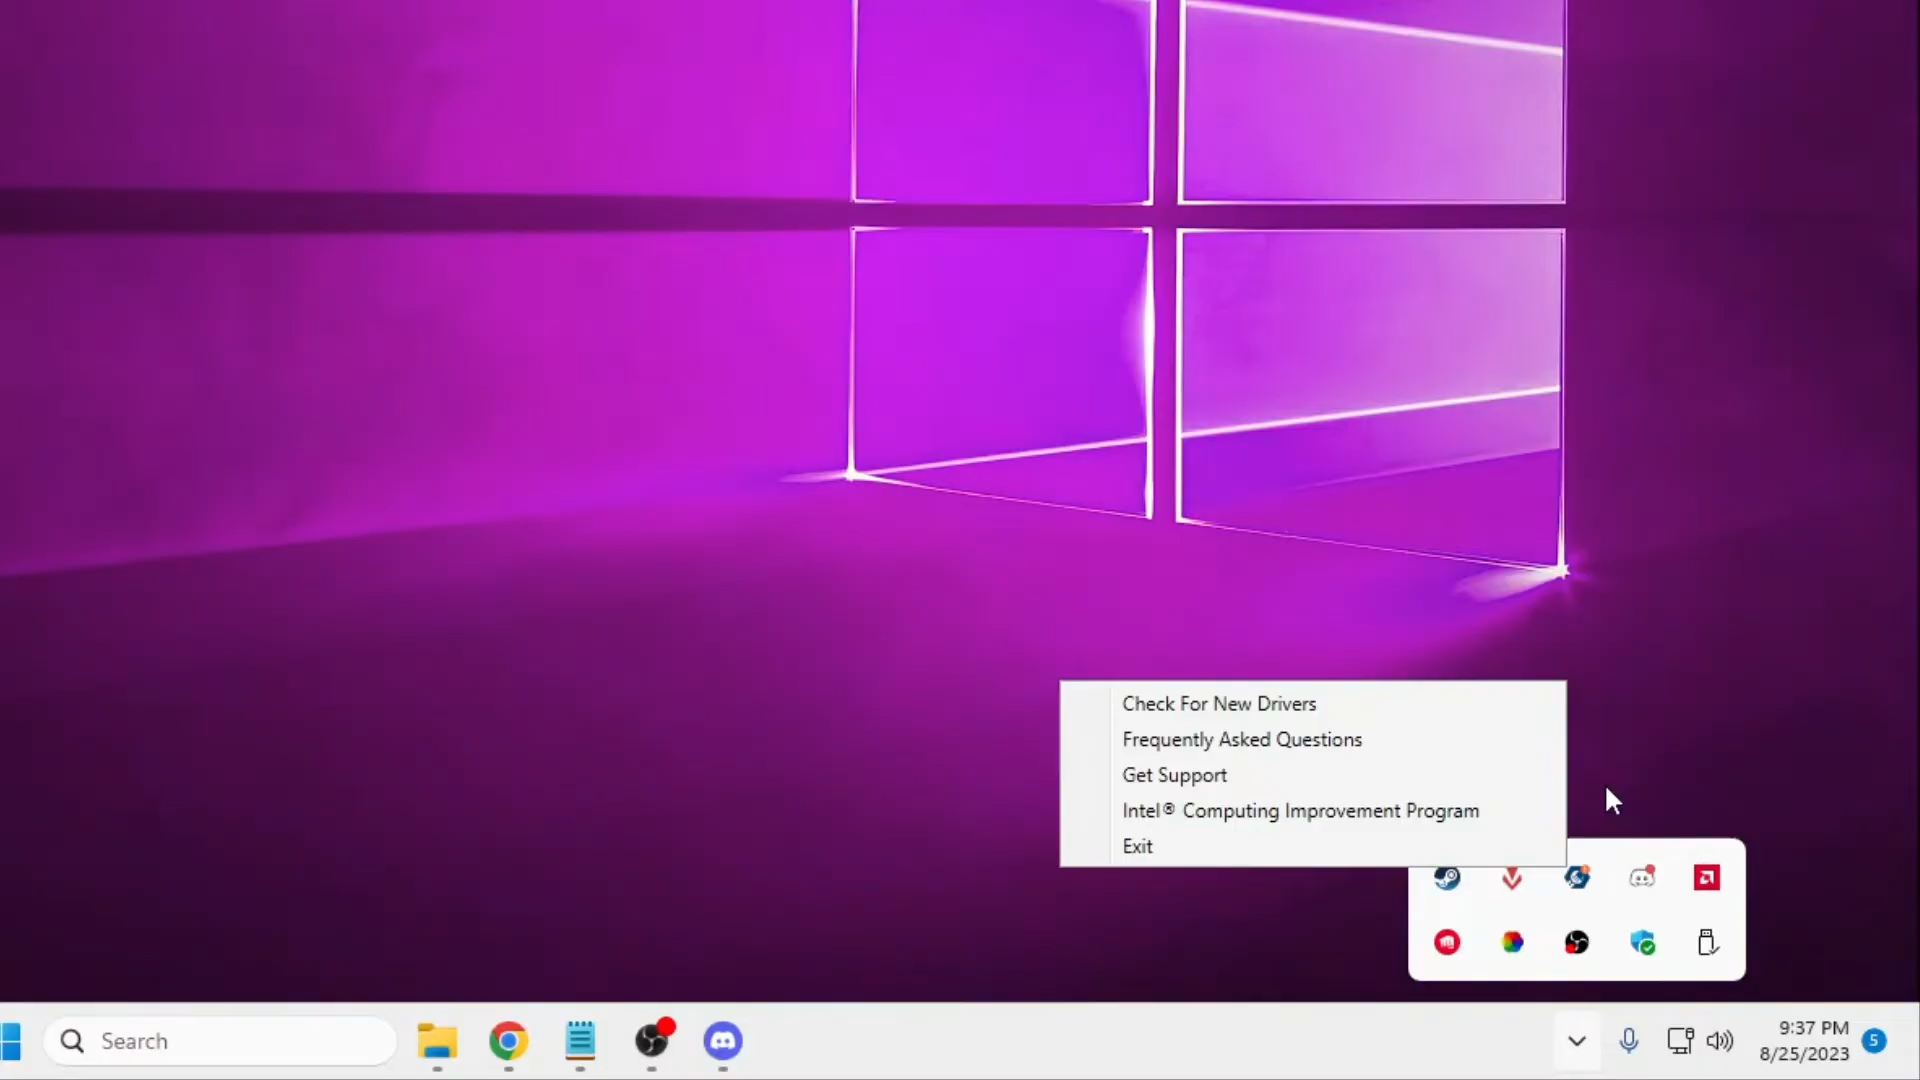 Check For New Drivers
Frequently Asked Questions
Get Support
Intel® Computing Improvement Program
Exit
Search
9:37 PM
8/25/2023
5